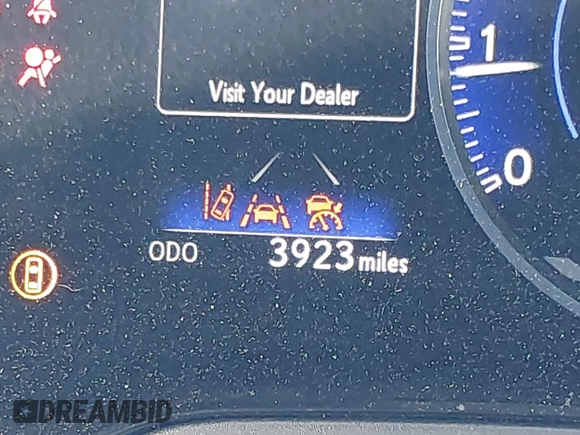 1
Visit Your Dealer
0
ODO 3923 miles
DREAMBID